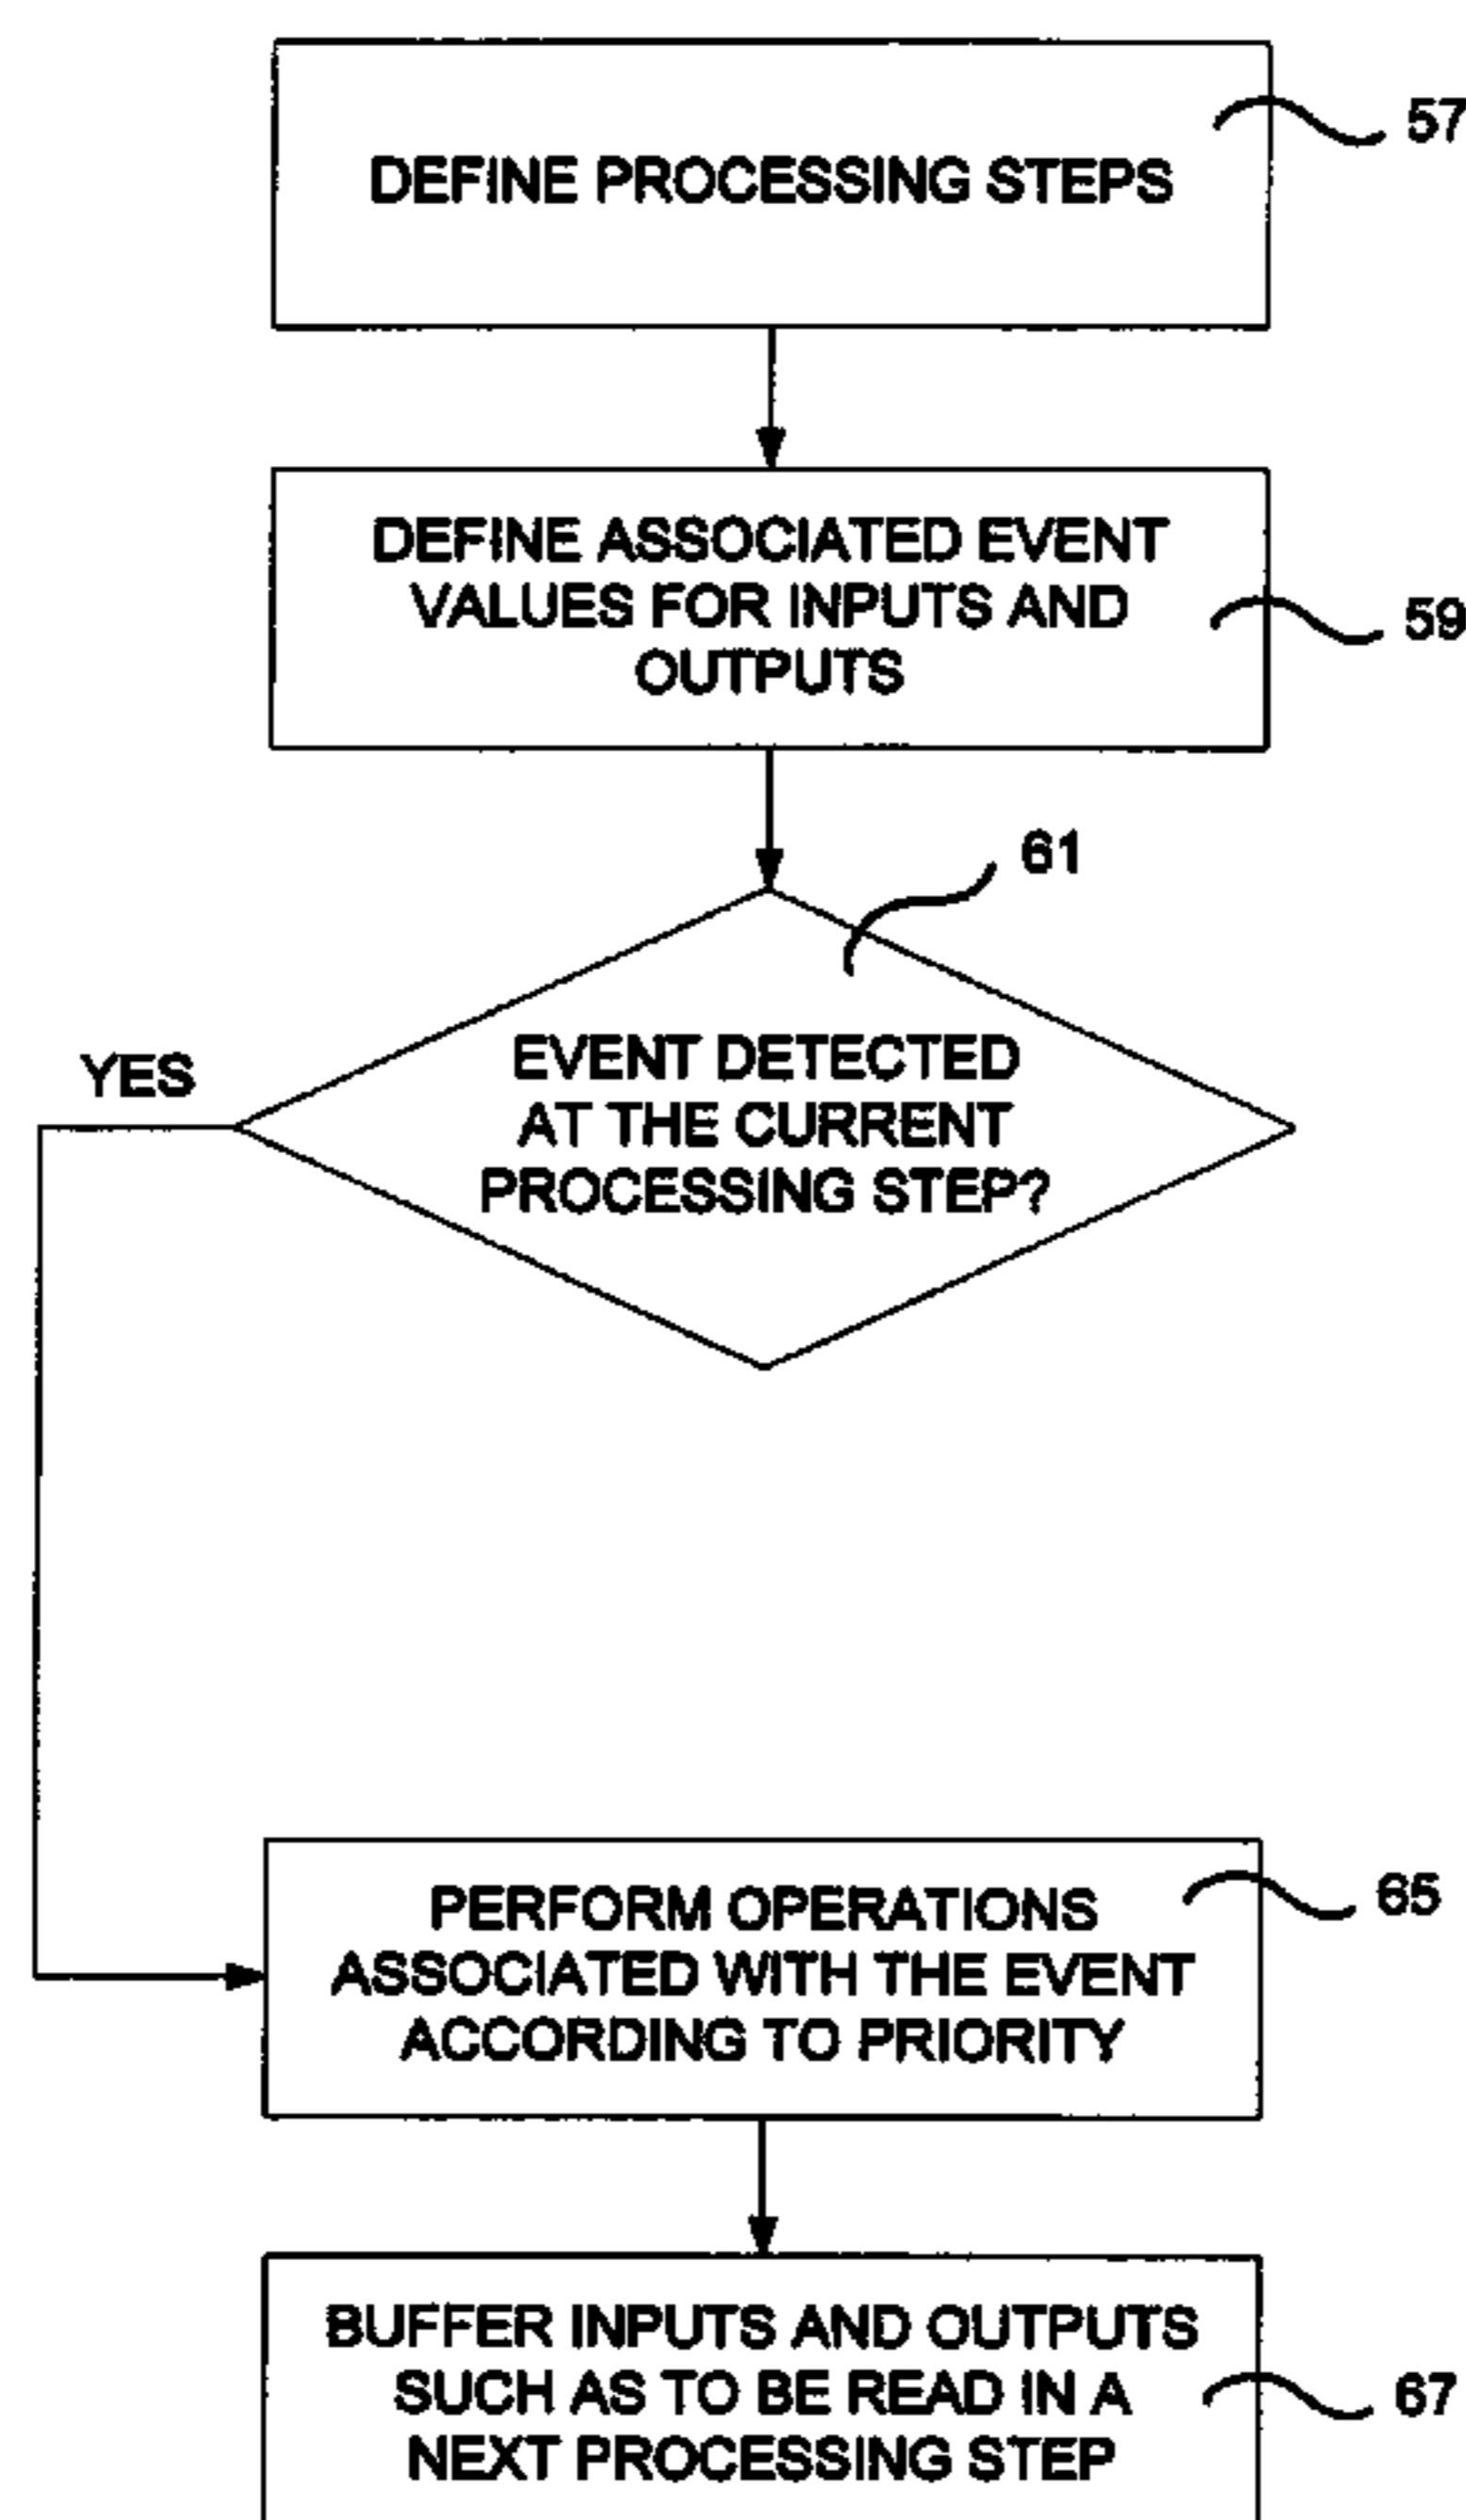 DEFINE PROCESSING STEPS
57
DEFINE ASSOCIATED EVENT
VALUES FOR INPUTS AND
OUTPUTS
59
61
EVENT DETECTED
AT THE CURRENT
PROCESSING STEP?
YES
PERFORM OPERATIONS
ASSOCIATED WITH THE EVENT
ACCORDING TO PRIORITY
65
BUFFER INPUTS AND OUTPUTS
SUCH AS TO BE READ IN A
NEXT PROCESSING STEP
67